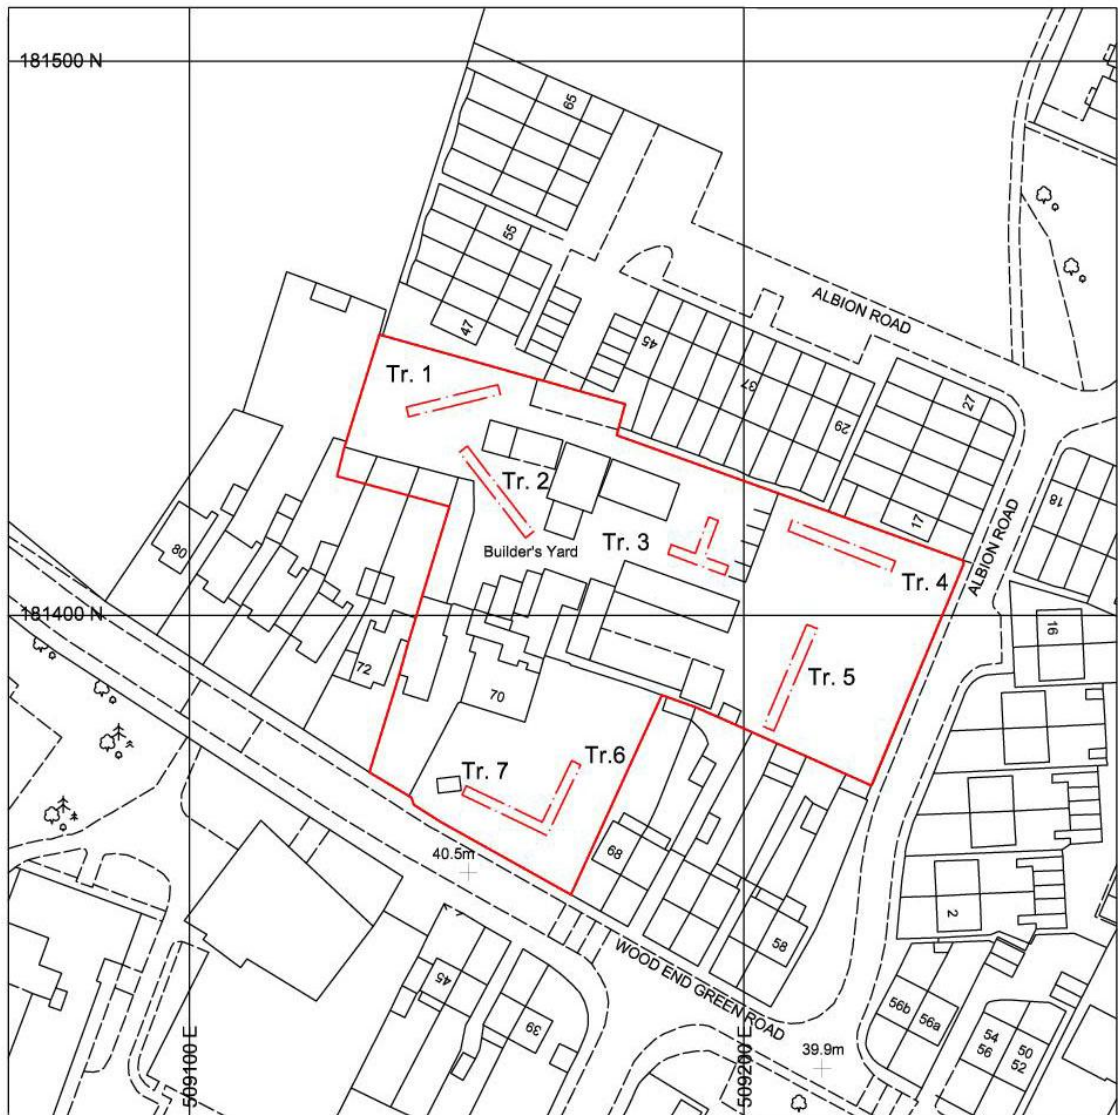 181500 N
65
55
47
ALBION ROAD
45
37
29
27
17
18
Tr. 1
Tr. 2
Tr. 3
Tr. 4
Builder's Yard
80
ALBION ROAD
181400 N
16
72
70
Tr. 5
Tr.6
Tr. 7
40.5m
68
2
58
WOOD END GREEN ROAD
45
39
56b
56a
54
56
50
52
39.9m
509100 E
509200 E